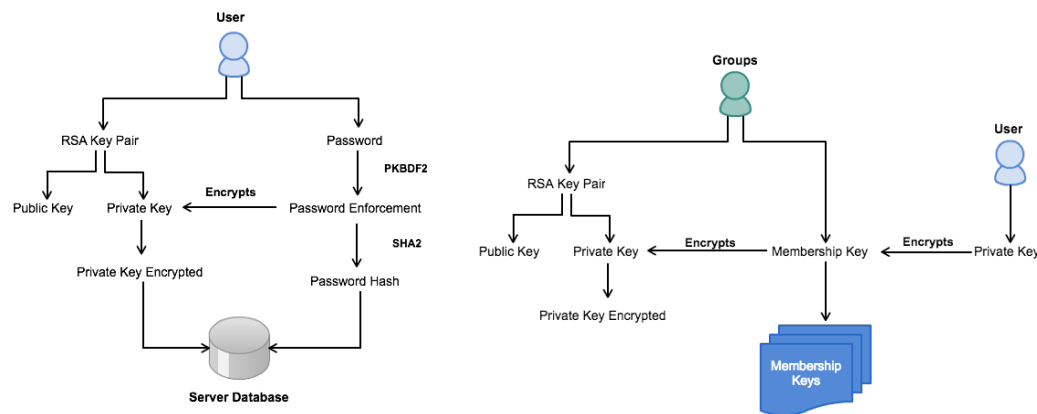 User
RSA Key Pair
Password
PKBDF2
Public Key
Private Key
Encrypts
Password Enforcement
SHA2
Private Key Encrypted
Password Hash
Server Database
Groups
User
RSA Key Pair
Public Key
Private Key
Encrypts
Membership Key
Encrypts
Private Key
Private Key Encrypted
Membership
Keys